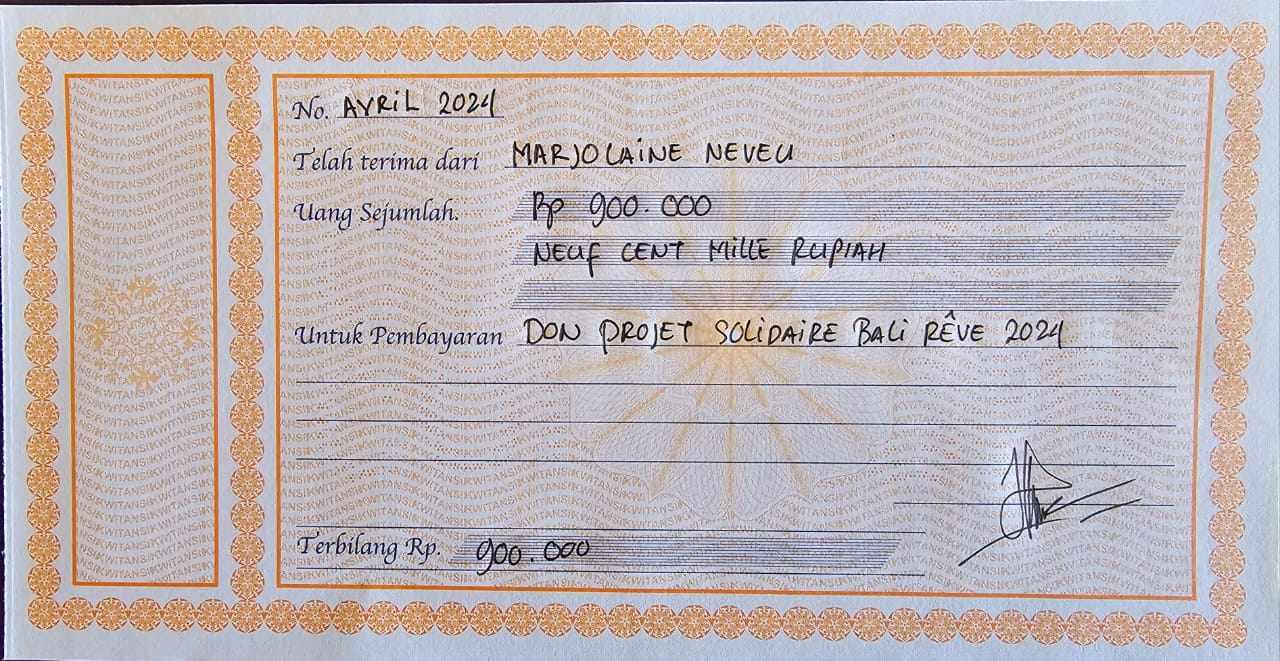 No. AVRIL 2024
Telah terima dari MARJOLAINE NEVEU
Uang Sejumlah. Rp 900.000
NEUF CENT MILLE RUPIAH
Untuk Pembayaran DON PROJET SOLIDAIRE BALI RÊVE 2024
Terbilang Rp. 900.000